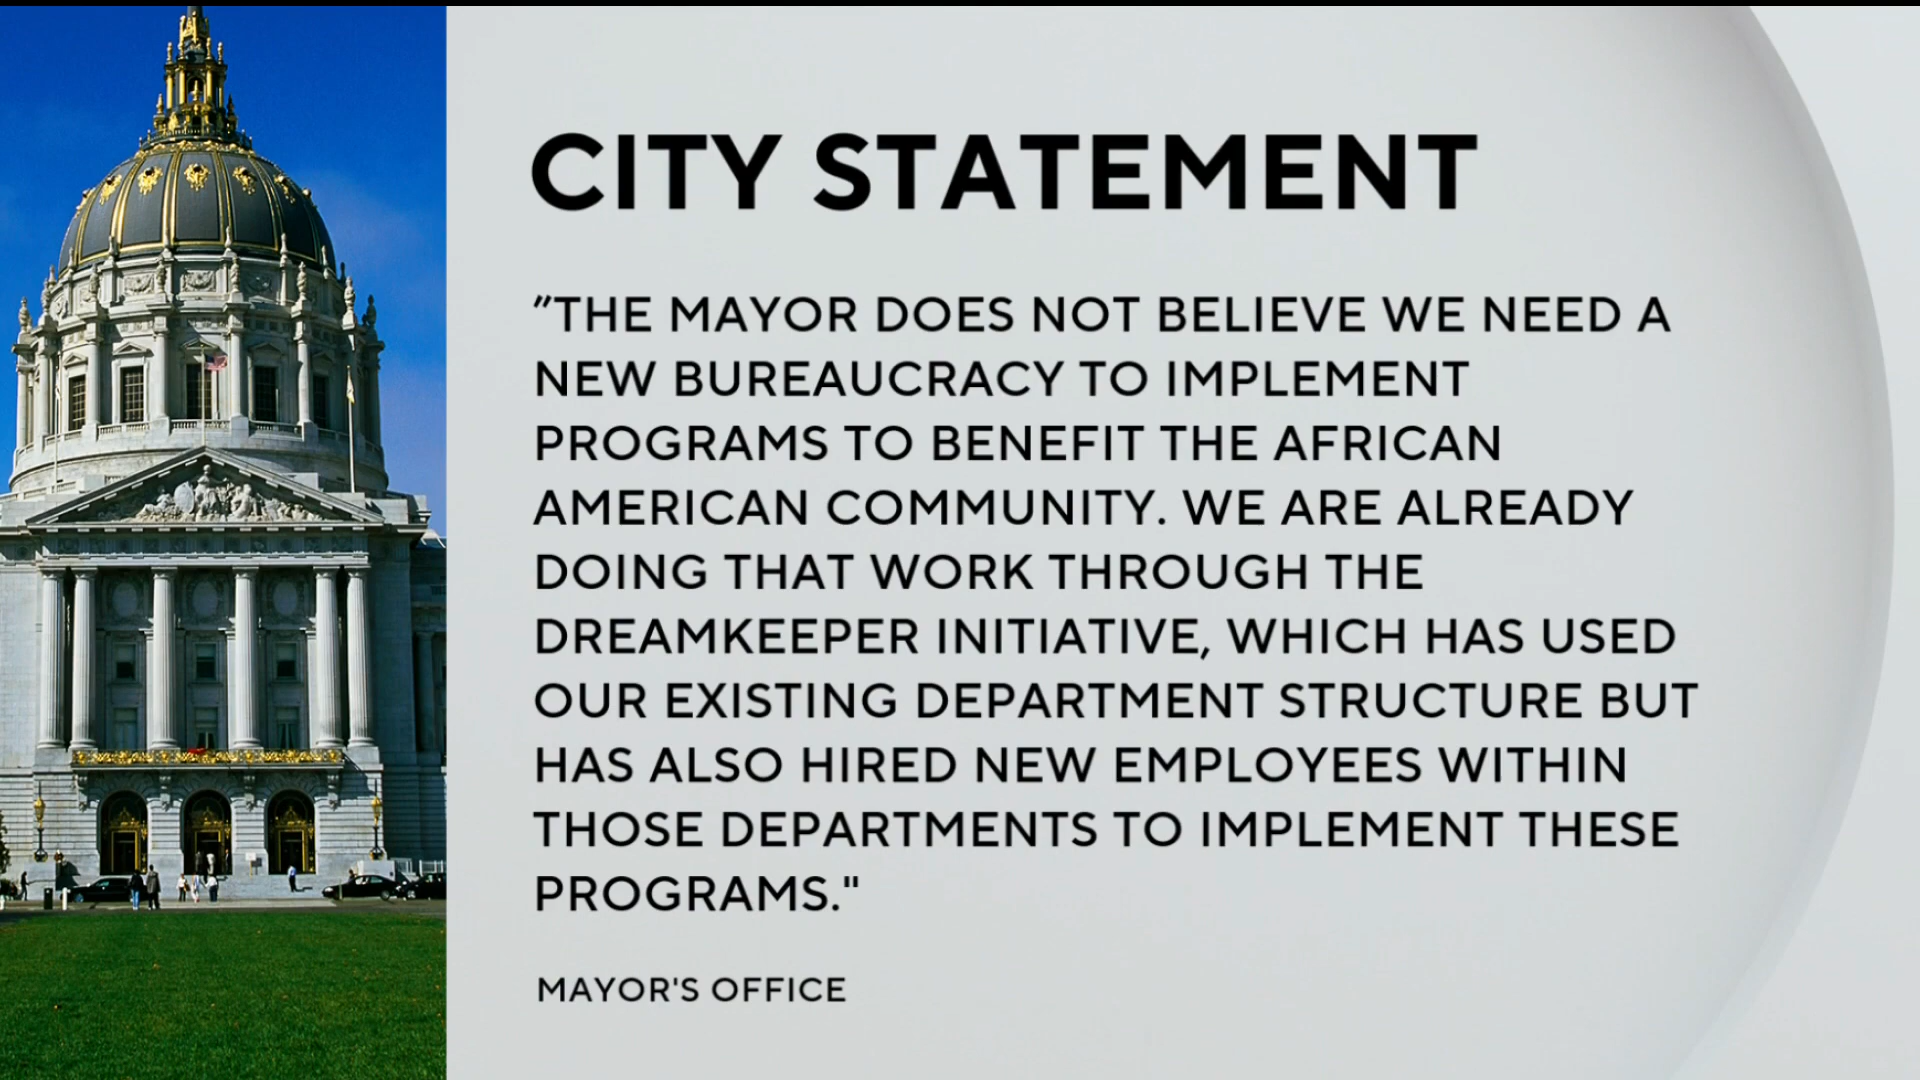 CITY STATEMENT
"THE MAYOR DOES NOT BELIEVE WE NEED A
NEW BUREAUCRACY TO IMPLEMENT
PROGRAMS TO BENEFIT THE AFRICAN
AMERICAN COMMUNITY. WE ARE ALREADY
DOING THAT WORK THROUGH THE
DREAMKEEPER INITIATIVE, WHICH HAS USED
OUR EXISTING DEPARTMENT STRUCTURE BUT
HAS ALSO HIRED NEW EMPLOYEES WITHIN
THOSE DEPARTMENTS TO IMPLEMENT THESE
PROGRAMS."
MAYOR'S OFFICE